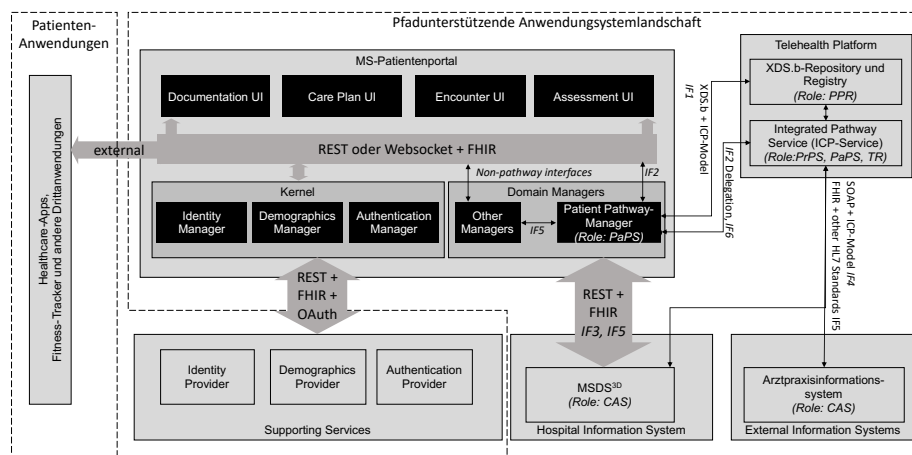 Patienten-
Anwendungen
Healthcare-Apps,
Fitness-Tracker und andere Drittanwendungen
Pfadunterstützende Anwendungsystemlandschaft
MS-Patientenportal
Documentation UI
Care Plan UI
Encounter UI
Assessment UI
external
REST oder Websocket + FHIR
Non-pathway interfaces
IF2
Kernel
Identity
Manager
Demographics
Manager
Authentication
Manager
Domain Managers
Other
Managers
IF5
Patient Pathway-
Manager
(Role: PaPS)
XDS.b + ICP-Model
IF1
IF2 Delegation, IF6
Telehealth Platform
XDS.b-Repository und
Registry
(Role: PPR)
Integrated Pathway
Service (ICP-Service)
(Role:PrPS, PaPS, TR)
SOAP + ICP-Model IF4
FHIR + other HL7 Standards IF5
REST +
FHIR +
OAuth
REST +
FHIR
IF3, IF5
Identity
Provider
Demographics
Provider
Authentication
Provider
Supporting Services
MSDS3D
(Role: CAS)
Hospital Information System
Arztpraxisinformations-
system
(Role: CAS)
External Information Systems